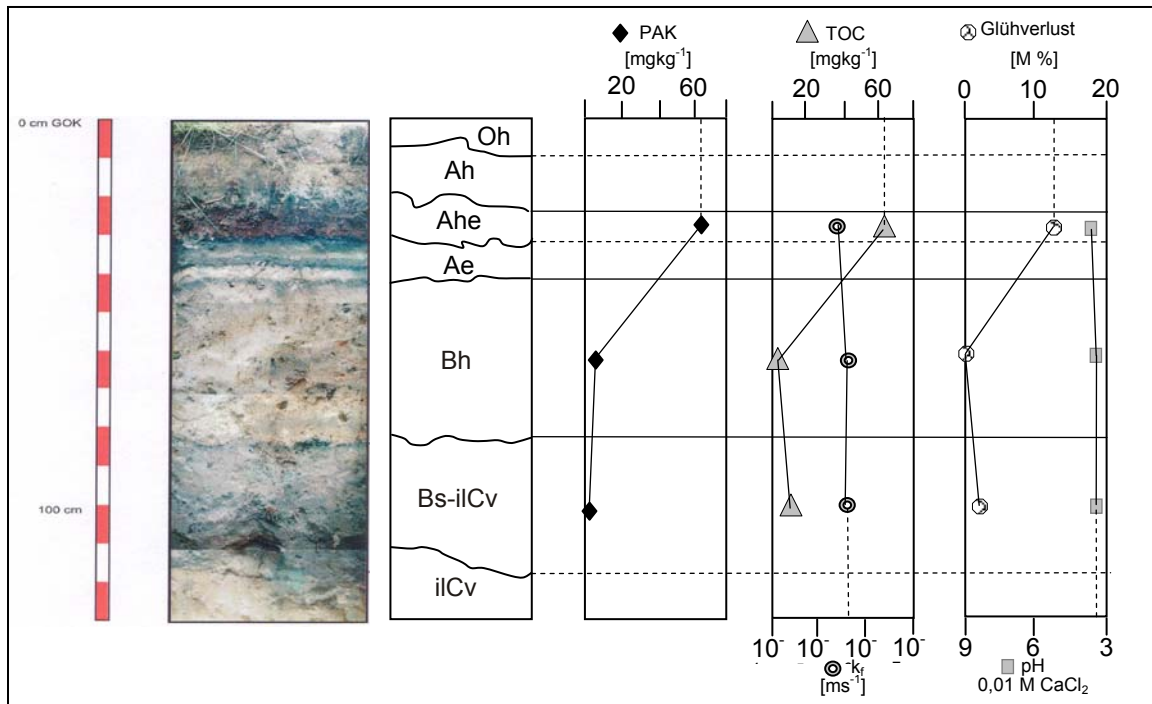 PAK
[mgkg-1]
20 60
TOC
[mgkg-1]
20 60
Glühverlust
[M %]
0 10 20
0 cm GOK
100 cm
Oh
Ah
Ahe
Ae
Bh
Bs-ilCv
ilCv
10- 10- 10- 10-
kf
[ms-1]
9 6 3
pH
0,01 M CaCl2